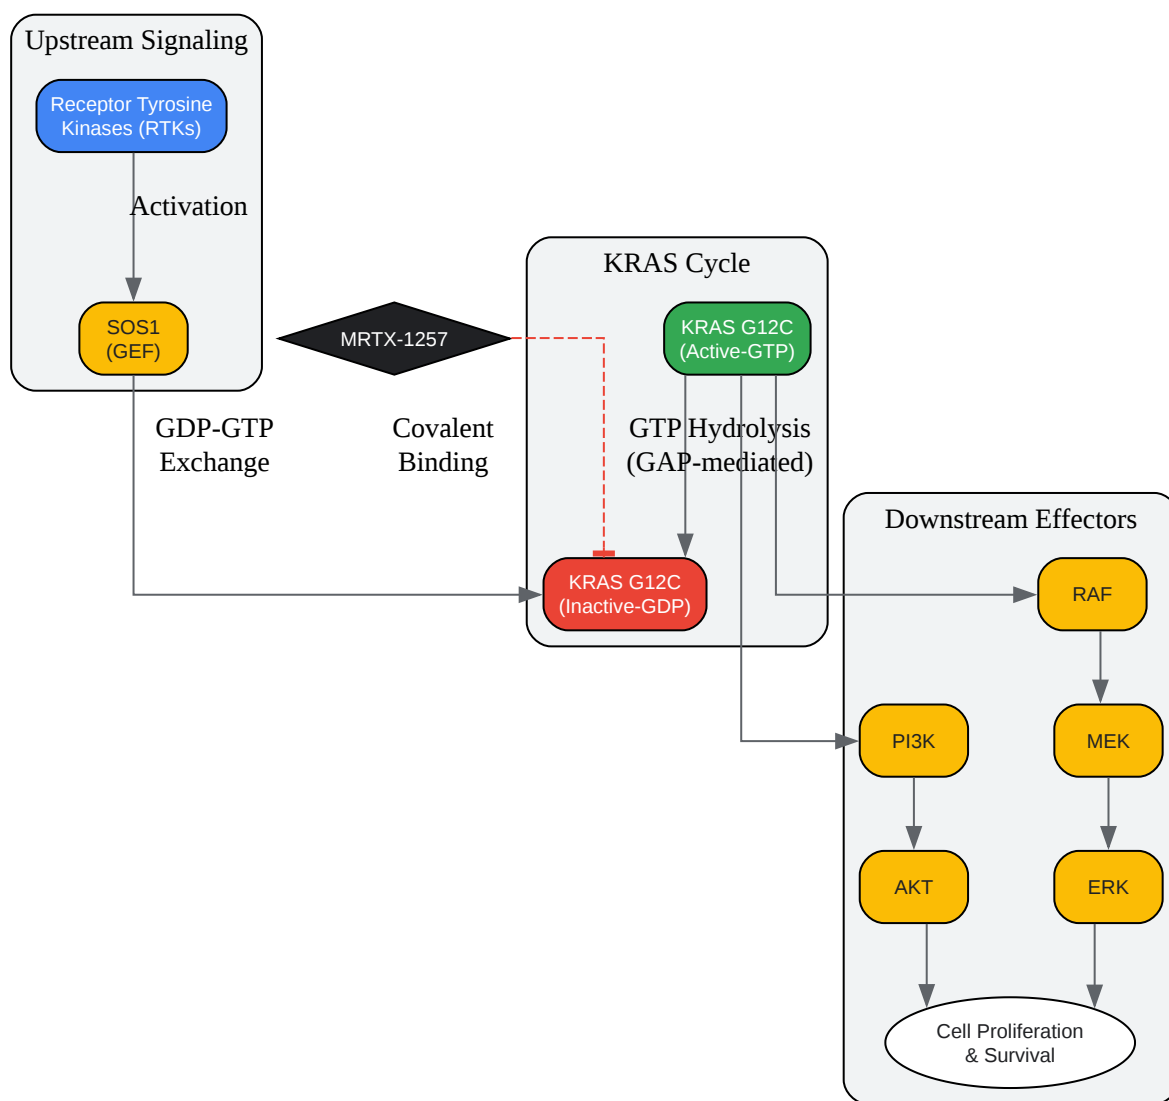 Upstream Signaling
Receptor Tyrosine
Kinases (RTKs)
Activation
SOS1
(GEF)
GDP-GTP
Exchange
MRTX-1257
Covalent
Binding
KRAS Cycle
KRAS G12C
(Active-GTP)
GTP Hydrolysis
(GAP-mediated)
KRAS G12C
(Inactive-GDP)
Downstream Effectors
RAF
PI3K
MEK
AKT
ERK
Cell Proliferation
& Survival